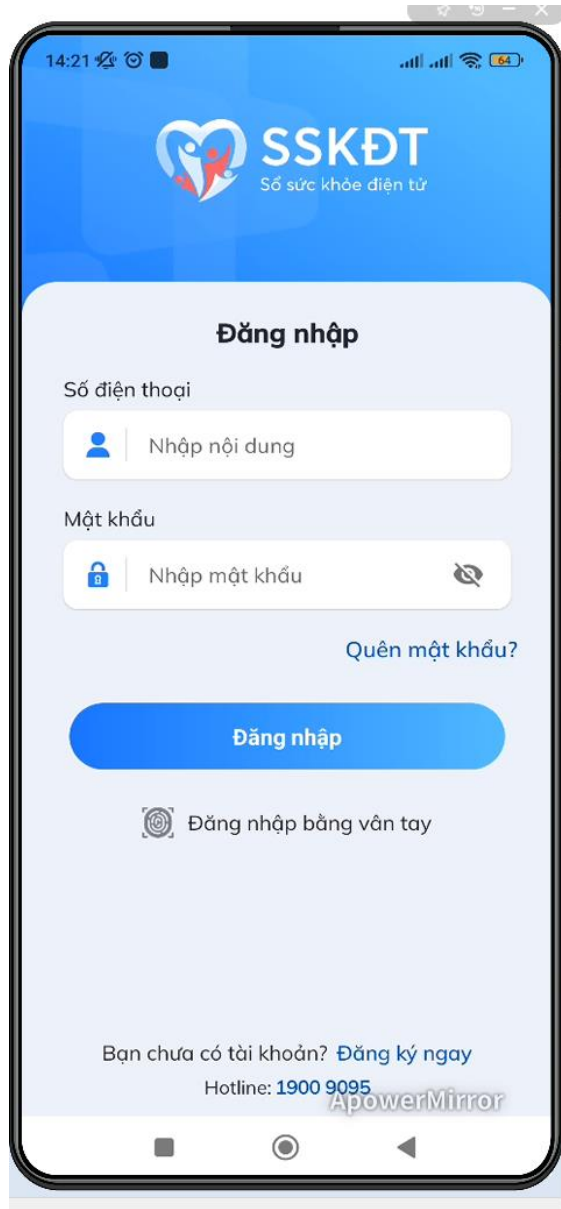 14:21
64
SSKĐT
Sổ sức khỏe điện tử
Đăng nhập
Số điện thoại
Nhập nội dung
Mật khẩu
Nhập mật khẩu
Quên mật khẩu?
Đăng nhập
Đăng nhập bằng vân tay
Bạn chưa có tài khoản? Đăng ký ngay
Hotline: 1900 9095
ApowerMirror